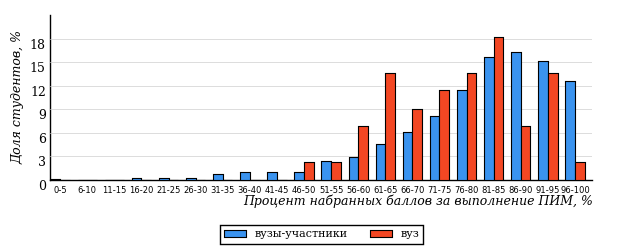 Доля студентов, %
18
15
12
9
6
3
0
0-5 6-10 11-15 16-20 21-25 26-30 31-35 36-40 41-45 46-50 51-55 56-60 61-65 66-70 71-75 76-80 81-85 86-90 91-95 96-100
Процент набранных баллов за выполнение ПИМ, %
вузы-участники вуз